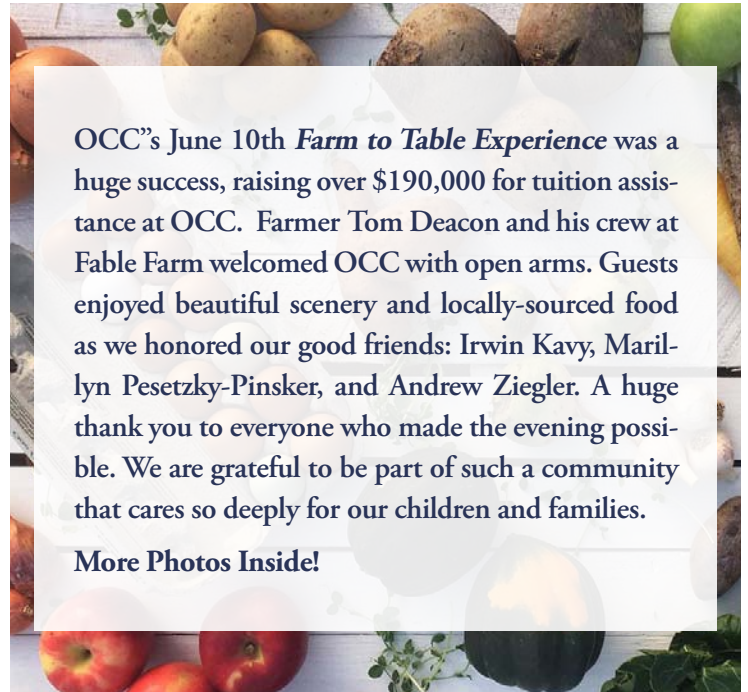 OCC”s June 10th Farm to Table Experience was a
huge success, raising over $190,000 for tuition assis-
tance at OCC.  Farmer Tom Deacon and his crew at
Fable Farm welcomed OCC with open arms. Guests
enjoyed beautiful scenery and locally-sourced food
as we honored our good friends: Irwin Kavy, Maril-
lyn Pesetzky-Pinsker, and Andrew Ziegler. A huge
thank you to everyone who made the evening possi-
ble. We are grateful to be part of such a community
that cares so deeply for our children and families.
More Photos Inside!